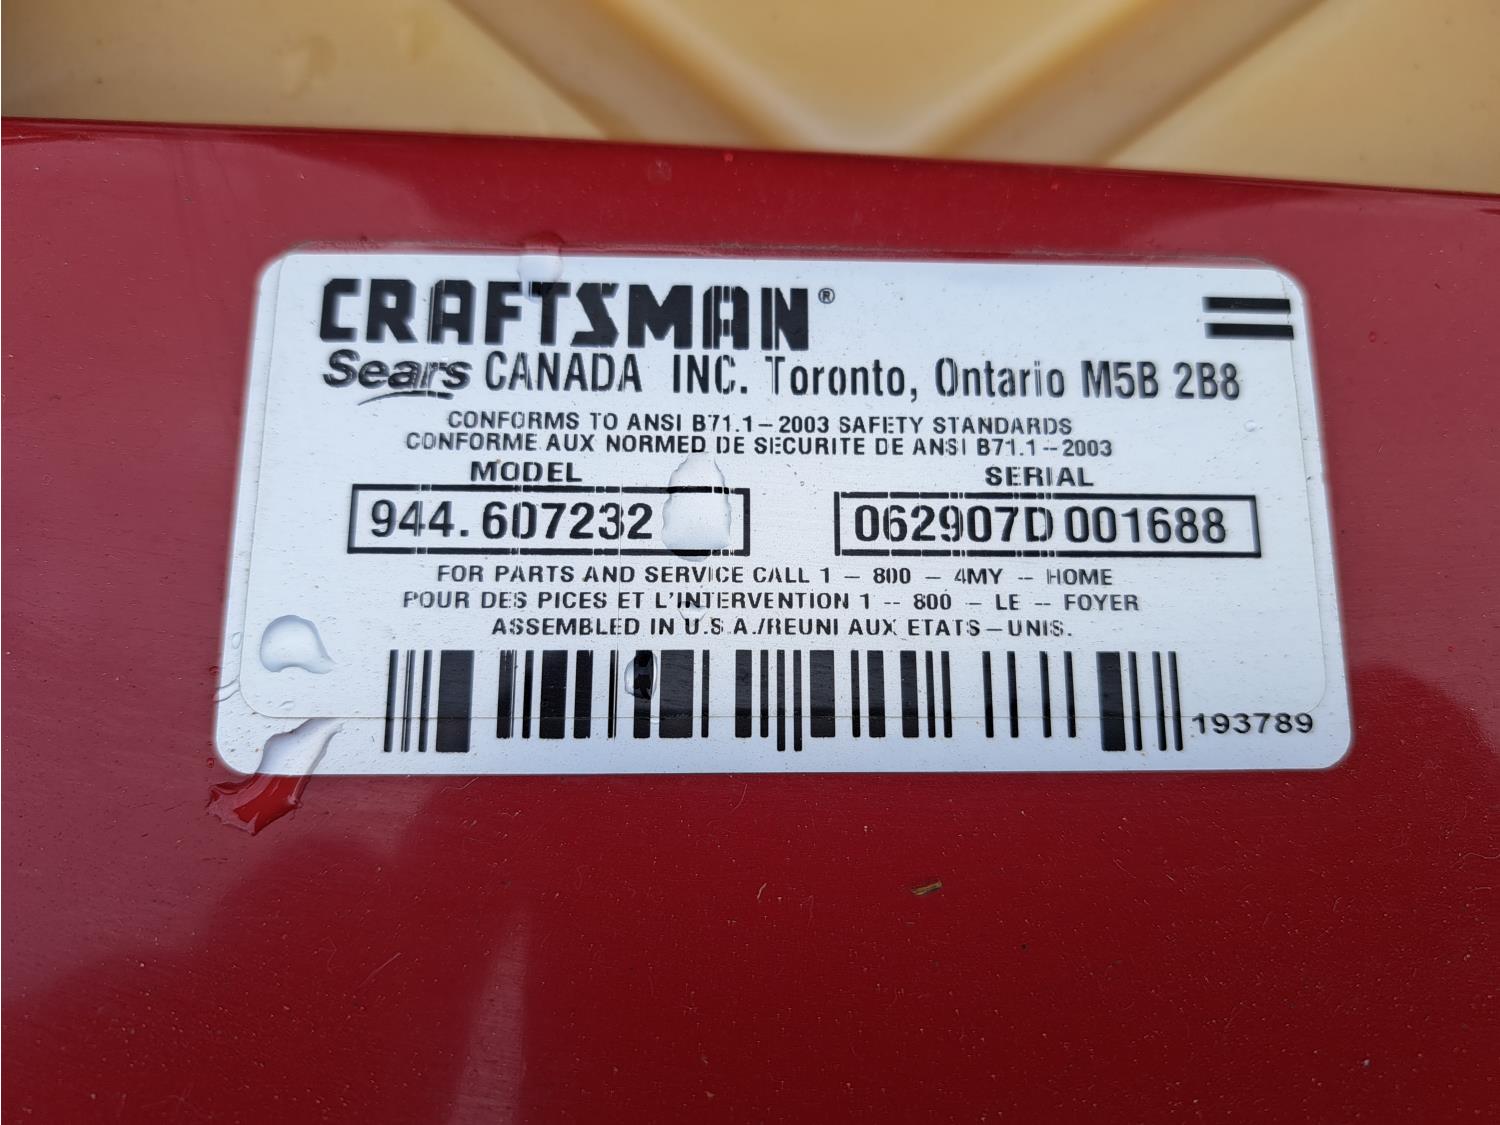 CRAFTSMAN®
Sears CANADA INC. Toronto, Ontario M5B 2B8
CONFORMS TO ANSI B71.1-2003 SAFETY STANDARDS
CONFORME AUX NORMED DE SECURITE DE ANSI B71.1--2003
MODEL SERIAL
944.607232 062907D 001688
FOR PARTS AND SERVICE CALL 1 - 800 - 4MY -- HOME
POUR DES PICES ET L'INTERVENTION 1 -- 800 - LE -- FOYER
ASSEMBLED IN U.S.A./REUNI AUX ETATS-UNIS.
193789